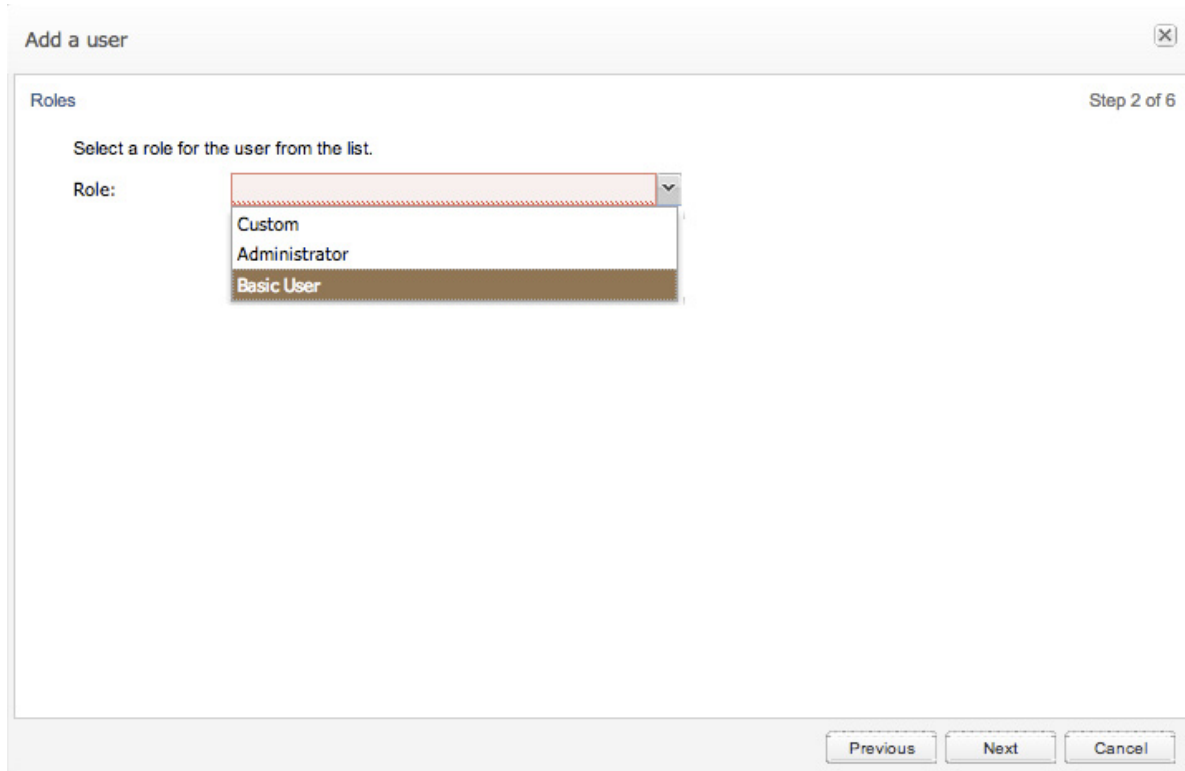 Add a user
Roles
Step 2 of 6
Select a role for the user from the list.
Role:
Custom
Administrator
Basic User
Previous
Next
Cancel